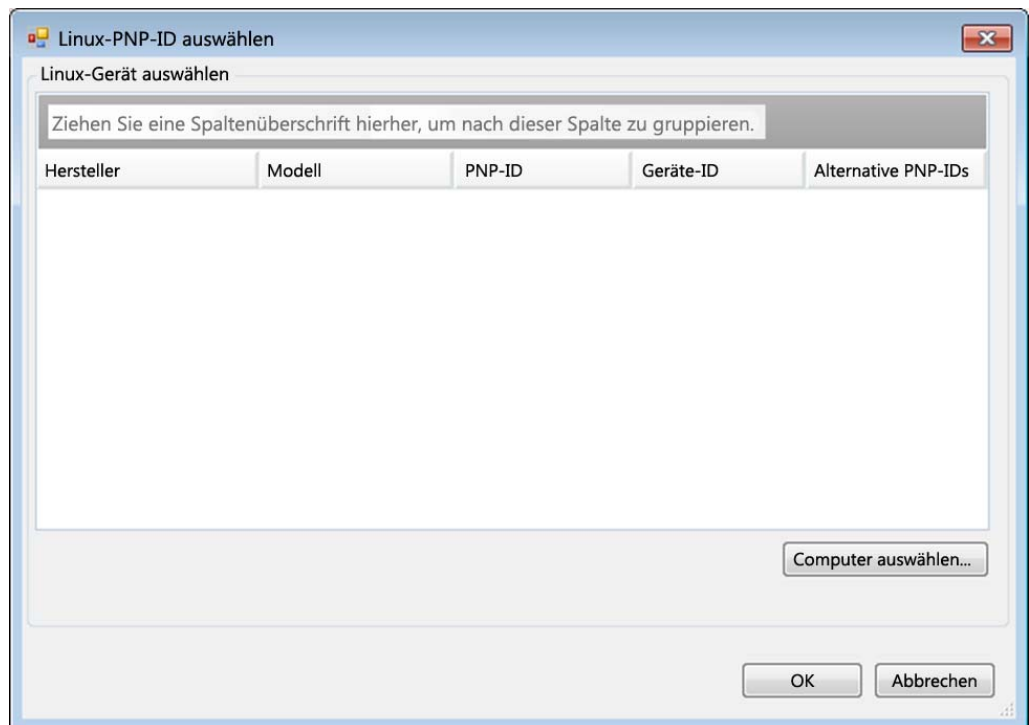 Linux-PNP-ID auswählen
Linux-Gerät auswählen
Ziehen Sie eine Spaltenüberschrift hierher, um nach dieser Spalte zu gruppieren.
Hersteller Modell PNP-ID Geräte-ID Alternative PNP-IDs
Computer auswählen...
OK Abbrechen